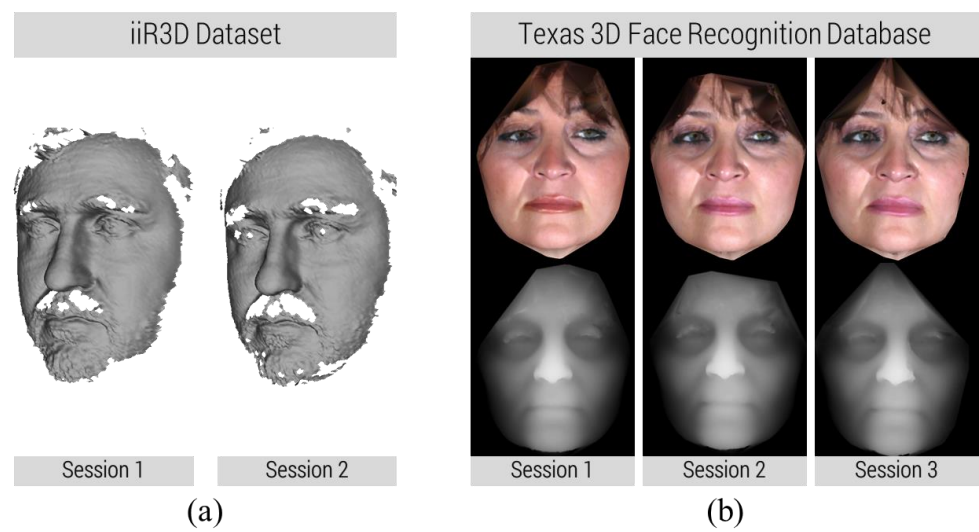 iiR3D Dataset
Texas 3D Face Recognition Database
Session 1
Session 2
Session 1
Session 2
Session 3
(a)
(b)